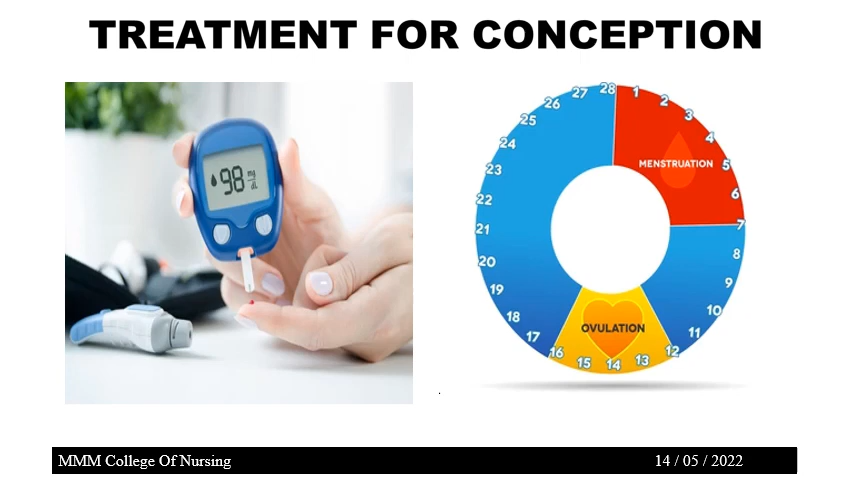 TREATMENT FOR CONCEPTION
98 mg
dL
28 1
27 2
26 3
25 4
24 MENSTRUATION 5
23 6
22 7
21 8
20 9
19 10
18 OVULATION 11
17 12
16 15 14 13
MMM College Of Nursing 14 / 05 / 2022